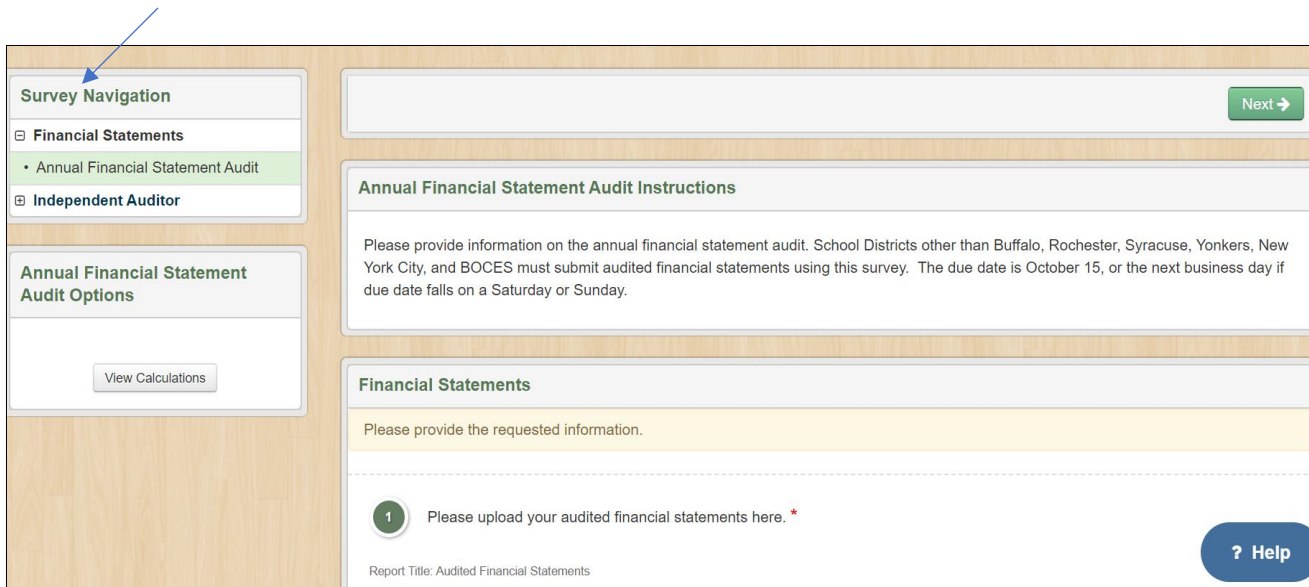 Survey Navigation
Financial Statements
• Annual Financial Statement Audit
Independent Auditor
Annual Financial Statement
Audit Options
View Calculations
Next →
Annual Financial Statement Audit Instructions
Please provide information on the annual financial statement audit. School Districts other than Buffalo, Rochester, Syracuse, Yonkers, New
York City, and BOCES must submit audited financial statements using this survey.  The due date is October 15, or the next business day if
due date falls on a Saturday or Sunday.
Financial Statements
Please provide the requested information.
1 Please upload your audited financial statements here. *
Report Title: Audited Financial Statements
? Help